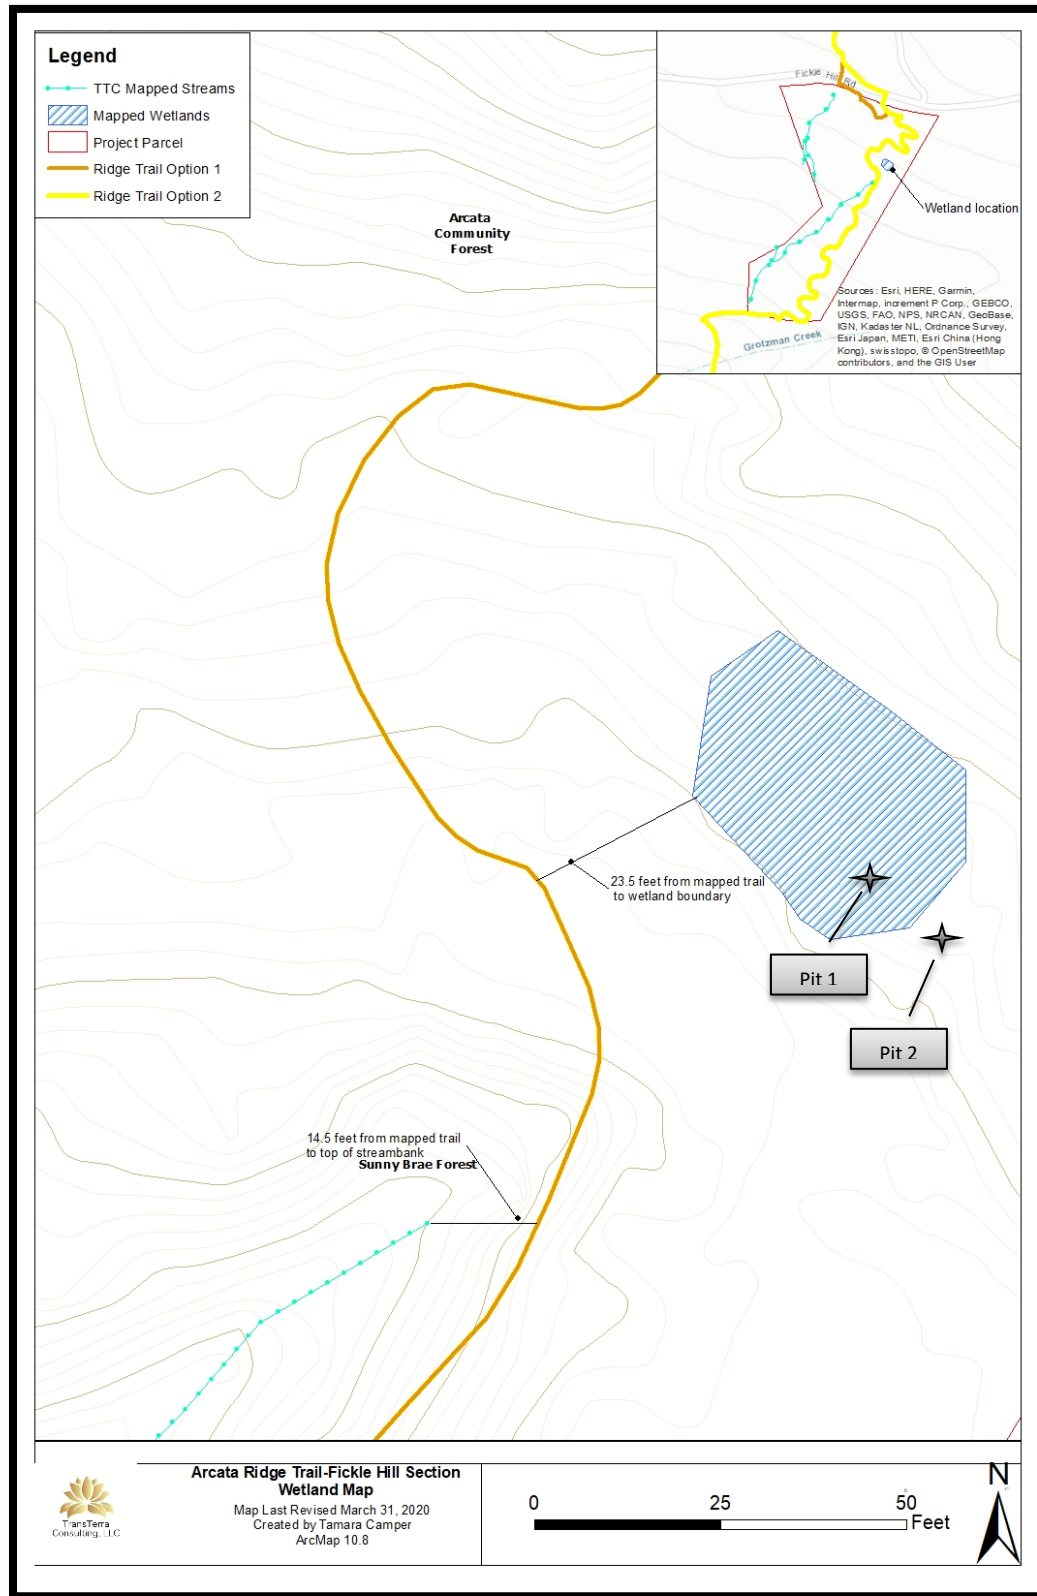 Legend
TTC Mapped Streams
Mapped Wetlands
Project Parcel
Ridge Trail Option 1
Ridge Trail Option 2
Fickle Hill Rd
Wetland location
Sources: Esri, HERE, Garmin,
Intermap, increment P Corp., GEBCO,
USGS, FAO, NPS, NRCAN, GeoBase,
IGN, Kadaster NL, Ordnance Survey,
Esri Japan, METI, Esri China (Hong
Kong), swisstopo, © OpenStreetMap
contributors, and the GIS User
Grotzman Creek
Arcata
Community
Forest
23.5 feet from mapped trail
to wetland boundary
Pit 1
Pit 2
14.5 feet from mapped trail
to top of streambank
Sunny Brae Forest
TransTerra
Consulting, LLC
Arcata Ridge Trail-Fickle Hill Section
Wetland Map
Map Last Revised March 31, 2020
Created by Tamara Camper
ArcMap 10.8
0 25 50
Feet
N